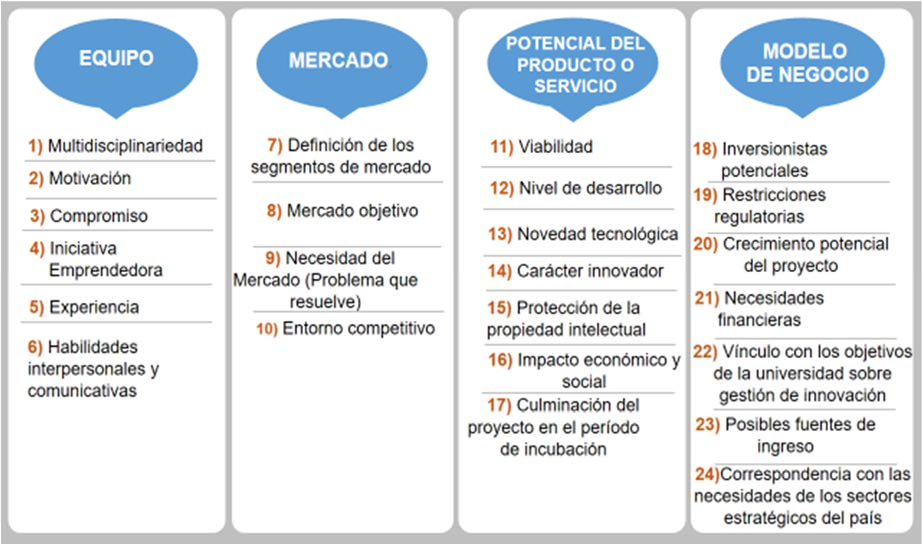 EQUIPO
1) Multidisciplinariedad
2) Motivación
3) Compromiso
4) Iniciativa
Emprendedora
5) Experiencia
6) Habilidades
interpersonales y
comunicativas
MERCADO
7) Definición de los
segmentos de mercado
8) Mercado objetivo
9) Necesidad del
Mercado (Problema que
resuelve)
10) Entorno competitivo
POTENCIAL DEL
PRODUCTO O
SERVICIO
11) Viabilidad
12) Nivel de desarrollo
13) Novedad tecnológica
14) Carácter innovador
15) Protección de la
propiedad intelectual
16) Impacto económico y
social
17) Culminación del
proyecto en el período
de incubación
MODELO
DE NEGOCIO
18) Inversionistas
potenciales
19) Restricciones
regulatorias
20) Crecimiento potencial
del proyecto
21) Necesidades
financieras
22) Vínculo con los objetivos
de la universidad sobre
gestión de innovación
23) Posibles fuentes de
ingreso
24)Correspondencia con las
necesidades de los sectores
estratégicos del país